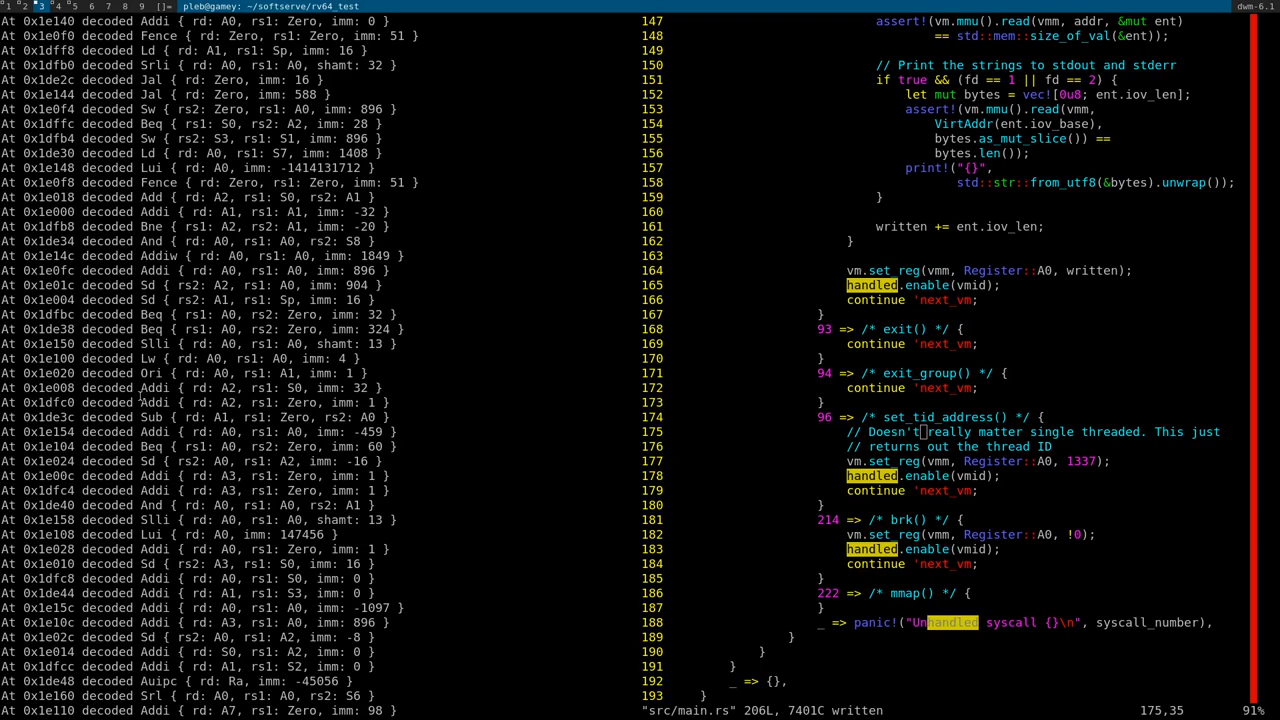 1 2 3 4 5 6 7 8 9 []= pleb@gamey: ~/softserve/rv64_test dwm-6.1
At 0x1e140 decoded Addi { rd: A0, rs1: Zero, imm: 0 }
At 0x1e0f0 decoded Fence { rd: Zero, rs1: Zero, imm: 51 }
At 0x1dff8 decoded Ld { rd: A1, rs1: Sp, imm: 16 }
At 0x1dfb0 decoded Srli { rd: A0, rs1: A0, shamt: 32 }
At 0x1de2c decoded Jal { rd: Zero, imm: 16 }
At 0x1e144 decoded Jal { rd: Zero, imm: 588 }
At 0x1e0f4 decoded Sw { rs2: Zero, rs1: A0, imm: 896 }
At 0x1dffc decoded Beq { rs1: S0, rs2: A2, imm: 28 }
At 0x1dfb4 decoded Sw { rs2: S3, rs1: S1, imm: 896 }
At 0x1de30 decoded Ld { rd: A0, rs1: S7, imm: 1408 }
At 0x1e148 decoded Lui { rd: A0, imm: -1414131712 }
At 0x1e0f8 decoded Fence { rd: Zero, rs1: Zero, imm: 51 }
At 0x1e018 decoded Add { rd: A2, rs1: S0, rs2: A1 }
At 0x1e000 decoded Addi { rd: A1, rs1: A1, imm: -32 }
At 0x1dfb8 decoded Bne { rs1: A2, rs2: A1, imm: -20 }
At 0x1de34 decoded And { rd: A0, rs1: A0, rs2: S8 }
At 0x1e14c decoded Addiw { rd: A0, rs1: A0, imm: 1849 }
At 0x1e0fc decoded Addi { rd: A0, rs1: A0, imm: 896 }
At 0x1e01c decoded Sd { rs2: A2, rs1: A0, imm: 904 }
At 0x1e004 decoded Sd { rs2: A1, rs1: Sp, imm: 16 }
At 0x1dfbc decoded Beq { rs1: A0, rs2: Zero, imm: 32 }
At 0x1de38 decoded Beq { rs1: A0, rs2: Zero, imm: 324 }
At 0x1e150 decoded Slli { rd: A0, rs1: A0, shamt: 13 }
At 0x1e100 decoded Lw { rd: A0, rs1: A0, imm: 4 }
At 0x1e020 decoded Ori { rd: A0, rs1: A1, imm: 1 }
At 0x1e008 decoded Addi { rd: A2, rs1: S0, imm: 32 }
At 0x1dfc0 decoded Addi { rd: A2, rs1: Zero, imm: 1 }
At 0x1de3c decoded Sub { rd: A1, rs1: Zero, rs2: A0 }
At 0x1e154 decoded Addi { rd: A0, rs1: A0, imm: -459 }
At 0x1e104 decoded Beq { rs1: A0, rs2: Zero, imm: 60 }
At 0x1e024 decoded Sd { rs2: A0, rs1: A2, imm: -16 }
At 0x1e00c decoded Addi { rd: A3, rs1: Zero, imm: 1 }
At 0x1dfc4 decoded Addi { rd: A3, rs1: Zero, imm: 1 }
At 0x1de40 decoded And { rd: A0, rs1: A0, rs2: A1 }
At 0x1e158 decoded Slli { rd: A0, rs1: A0, shamt: 13 }
At 0x1e108 decoded Lui { rd: A0, imm: 147456 }
At 0x1e028 decoded Addi { rd: A0, rs1: Zero, imm: 1 }
At 0x1e010 decoded Sd { rs2: A3, rs1: S0, imm: 16 }
At 0x1dfc8 decoded Addi { rd: A0, rs1: S0, imm: 0 }
At 0x1de44 decoded Addi { rd: A1, rs1: S3, imm: 0 }
At 0x1e15c decoded Addi { rd: A0, rs1: A0, imm: -1097 }
At 0x1e10c decoded Addi { rd: A3, rs1: A0, imm: 896 }
At 0x1e02c decoded Sd { rs2: A0, rs1: A2, imm: -8 }
At 0x1e014 decoded Addi { rd: S0, rs1: A2, imm: 0 }
At 0x1dfcc decoded Addi { rd: A1, rs1: S2, imm: 0 }
At 0x1de48 decoded Auipc { rd: Ra, imm: -45056 }
At 0x1e160 decoded Srl { rd: A0, rs1: A0, rs2: S6 }
At 0x1e110 decoded Addi { rd: A7, rs1: Zero, imm: 98 }
147 assert!(vm.mmu().read(vmm, addr, &mut ent)
148 == std::mem::size_of_val(&ent));
149
150 // Print the strings to stdout and stderr
151 if true && (fd == 1 || fd == 2) {
152 let mut bytes = vec![0u8; ent.iov_len];
153 assert!(vm.mmu().read(vmm,
154 VirtAddr(ent.iov_base),
155 bytes.as_mut_slice()) ==
156 bytes.len());
157 print!("{}",
158 std::str::from_utf8(&bytes).unwrap());
159 }
160
161 written += ent.iov_len;
162 }
163
164 vm.set_reg(vmm, Register::A0, written);
165 handled.enable(vmid);
166 continue 'next_vm;
167 }
168 93 => /* exit() */ {
169 continue 'next_vm;
170 }
171 94 => /* exit_group() */ {
172 continue 'next_vm;
173 }
174 96 => /* set_tid_address() */ {
175 // Doesn't really matter single threaded. This just
176 // returns out the thread ID
177 vm.set_reg(vmm, Register::A0, 1337);
178 handled.enable(vmid);
179 continue 'next_vm;
180 }
181 214 => /* brk() */ {
182 vm.set_reg(vmm, Register::A0, !0);
183 handled.enable(vmid);
184 continue 'next_vm;
185 }
186 222 => /* mmap() */ {
187 }
188 _ => panic!("Unhandled syscall {}\n", syscall_number),
189 }
190 }
191 }
192 _ => {},
193 }
"src/main.rs" 206L, 7401C written 175,35 91%